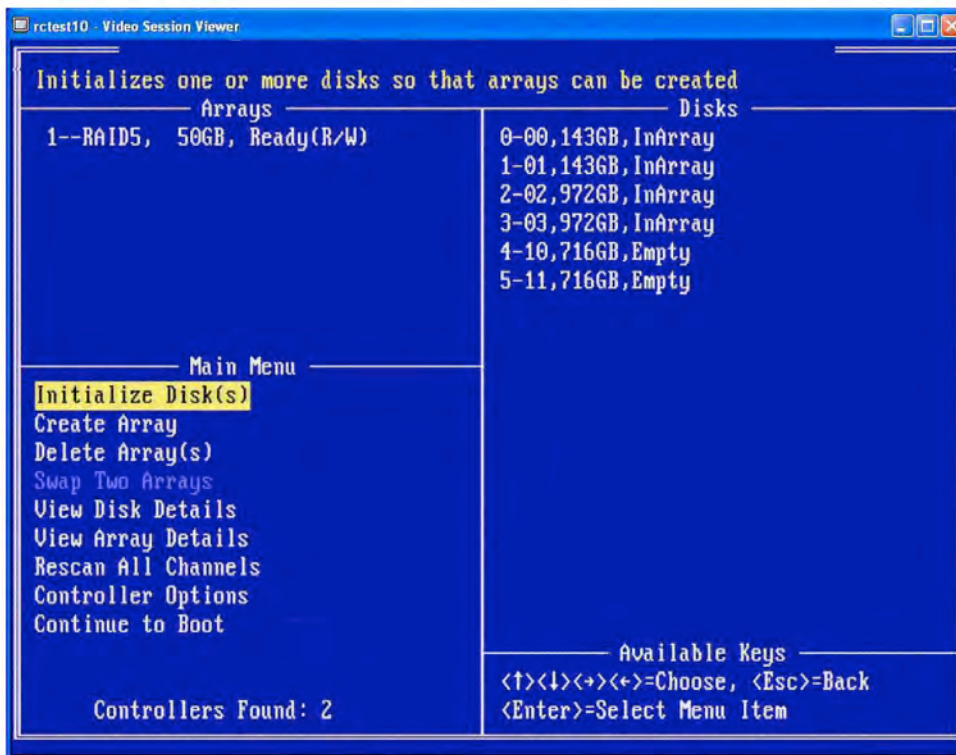 rctest10 - Video Session Viewer
Initializes one or more disks so that arrays can be created
Arrays
1--RAID5, 50GB, Ready(R/W)
Disks
0-00,143GB,InArray
1-01,143GB,InArray
2-02,972GB,InArray
3-03,972GB,InArray
4-10,716GB,Empty
5-11,716GB,Empty
Main Menu
Initialize Disk(s)
Create Array
Delete Array(s)
Swap Two Arrays
View Disk Details
View Array Details
Rescan All Channels
Controller Options
Continue to Boot
Controllers Found: 2
Available Keys
<↑><↓><→><←>=Choose, <Esc>=Back
<Enter>=Select Menu Item